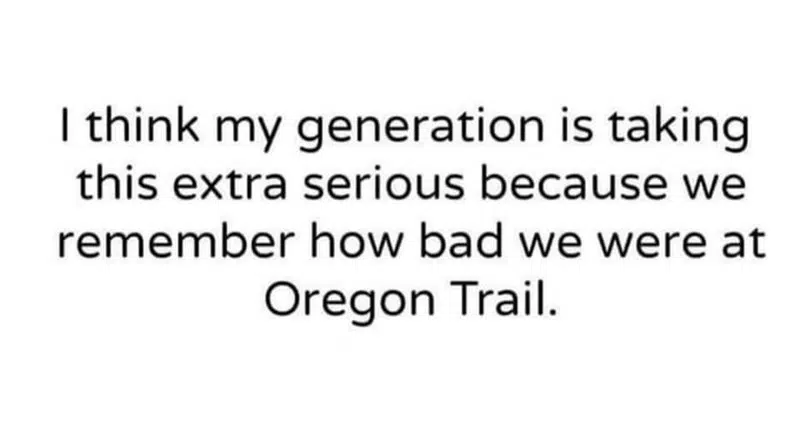 I think my generation is taking
this extra serious because we
remember how bad we were at
Oregon Trail.